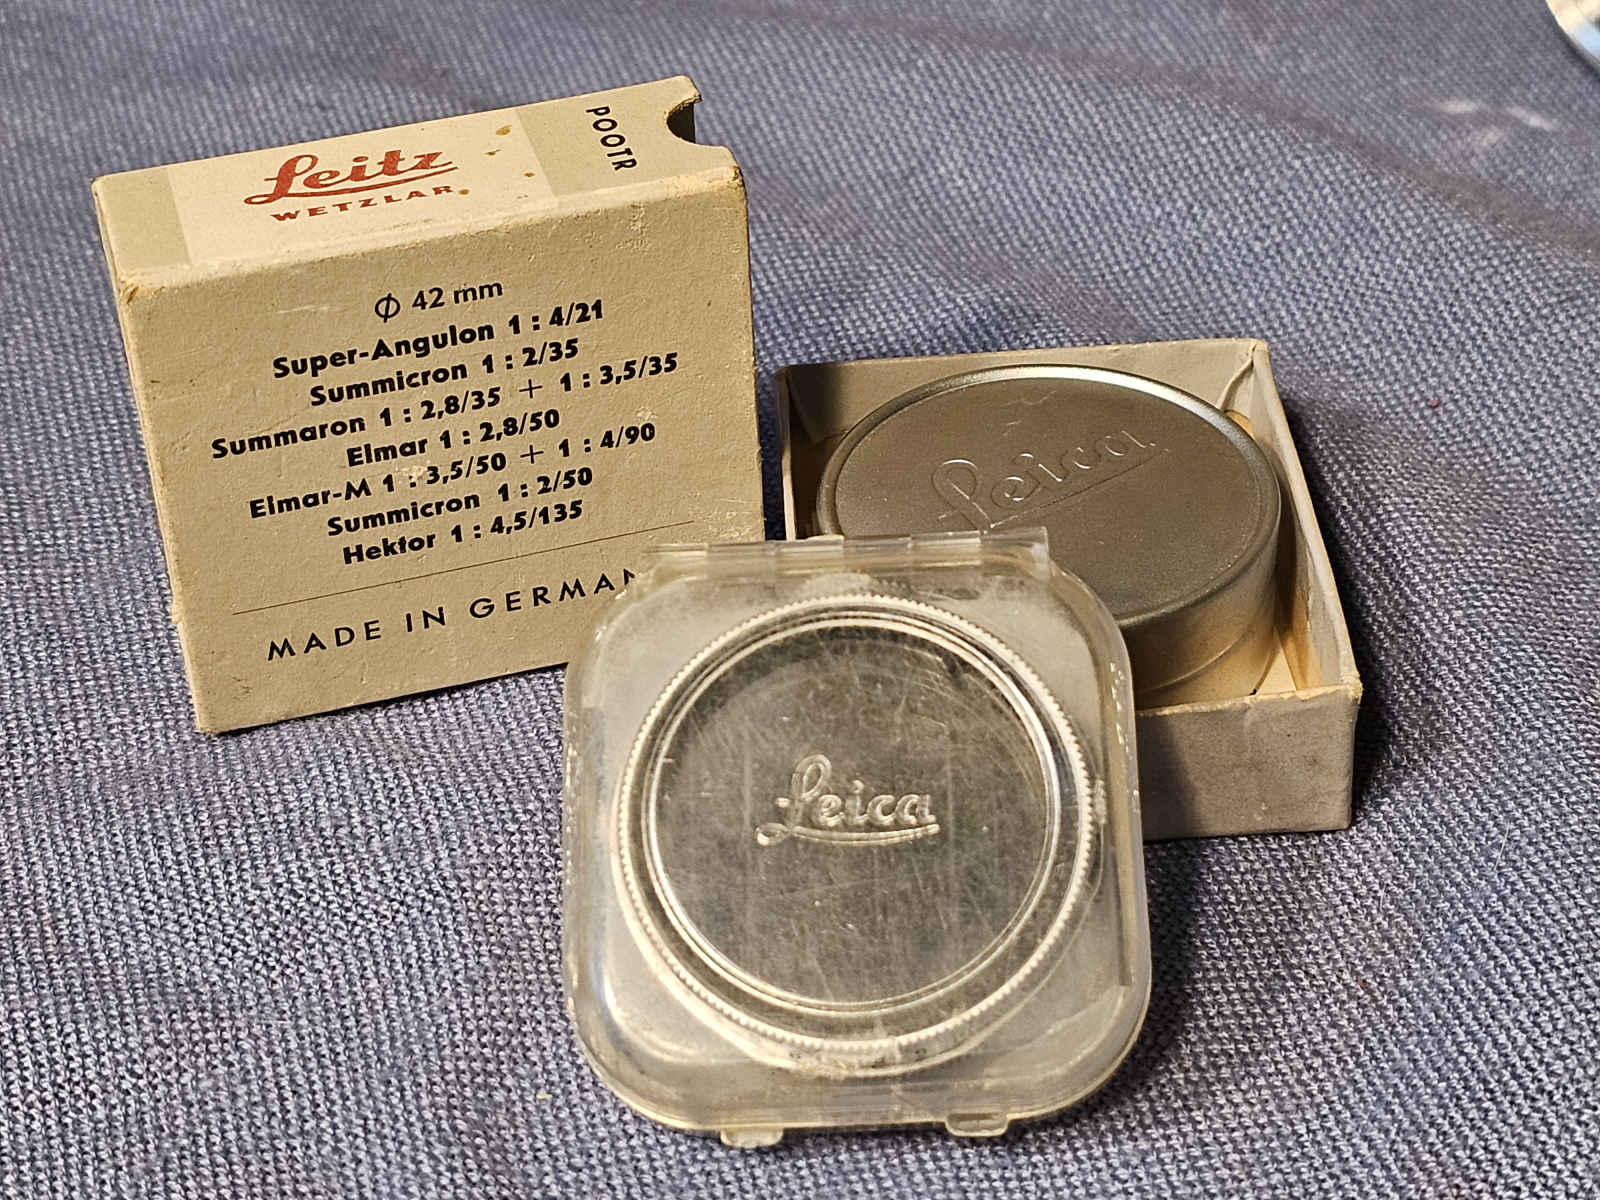 Leitz
WETZLAR
POOTR
⌀ 42 mm
Super-Angulon 1 : 4/21
Summicron 1 : 2/35
Summaron 1 : 2,8/35 + 1 : 3,5/35
Elmar 1 : 2,8/50
Elmar-M 1 : 3,5/50 + 1 : 4/90
Summicron 1 : 2/50
Hektor 1 : 4,5/135
MADE IN GERMAN
Leica
Leica